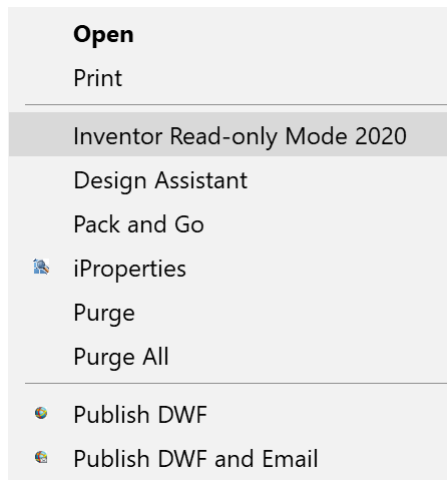 Open
Print
Inventor Read-only Mode 2020
Design Assistant
Pack and Go
iProperties
Purge
Purge All
Publish DWF
Publish DWF and Email